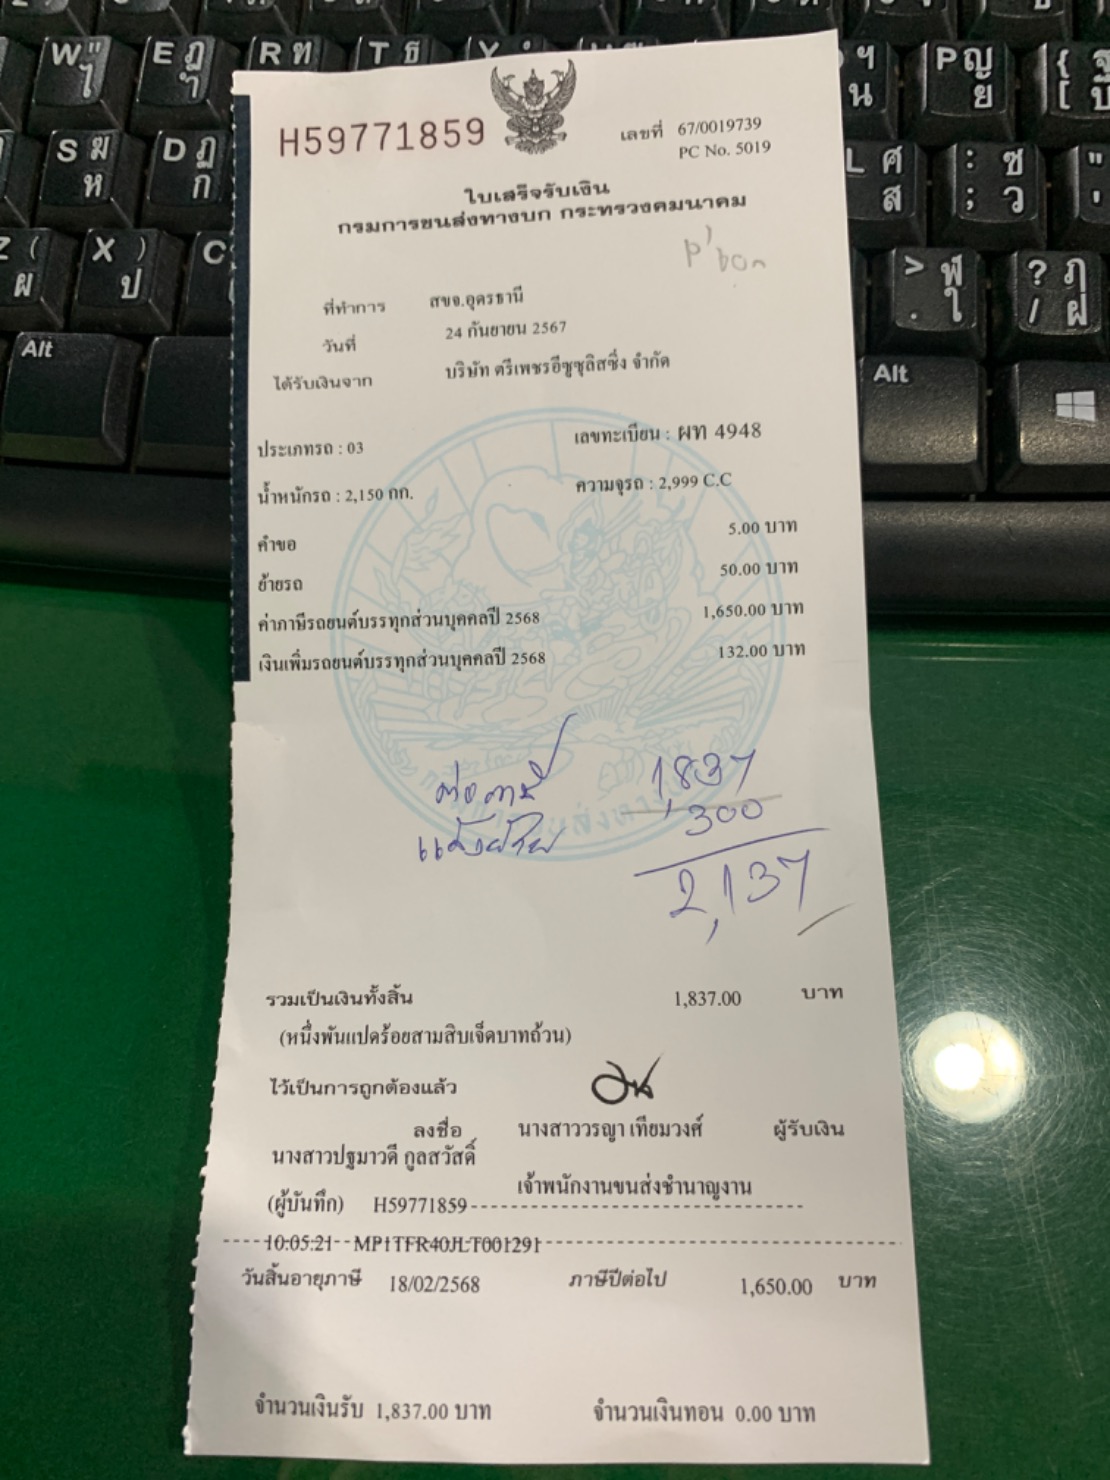 H59771859
เลขที่ 67/0019739
PC No. 5019
ใบเสร็จรับเงิน
กรมการขนส่งทางบก กระทรวงคมนาคม
ที่ทำการ สขจ.อุดรธานี
วันที่ 24 กันยายน 2567
ได้รับเงินจาก บริษัท ตรีเพชรอีซูซุลิสซิ่ง จำกัด
ประเภทรถ : 03 เลขทะเบียน : ผท 4948
น้ำหนักรถ : 2,150 กก. ความจุรถ : 2,999 C.C
คำขอ 5.00 บาท
ย้ายรถ 50.00 บาท
ค่าภาษีรถยนต์บรรทุกส่วนบุคคลปี 2568 1,650.00 บาท
เงินเพิ่มรถยนต์บรรทุกส่วนบุคคลปี 2568 132.00 บาท
ต่อภาษี 1,837
แจ้งย้าย 300
2,137
รวมเป็นเงินทั้งสิ้น 1,837.00 บาท
(หนึ่งพันแปดร้อยสามสิบเจ็ดบาทถ้วน)
ไว้เป็นการถูกต้องแล้ว
ลงชื่อ นางสาววรญา เทียมวงศ์ ผู้รับเงิน
นางสาวปฐมาวดี กูลสวัสดิ์
เจ้าพนักงานขนส่งชำนาญงาน
(ผู้บันทึก) H59771859
10:05:21 MP1TFR40JLT001291
วันสิ้นอายุภาษี 18/02/2568 ภาษีปีต่อไป 1,650.00 บาท
จำนวนเงินรับ 1,837.00 บาท จำนวนเงินทอน 0.00 บาท